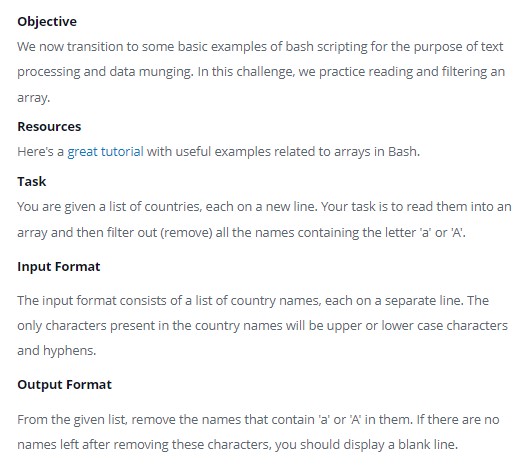 Objective
We now transition to some basic examples of bash scripting for the purpose of text
processing and data munging. In this challenge, we practice reading and filtering an
array.
Resources
Here's a great tutorial with useful examples related to arrays in Bash.
Task
You are given a list of countries, each on a new line. Your task is to read them into an
array and then filter out (remove) all the names containing the letter 'a' or 'A'.
Input Format
The input format consists of a list of country names, each on a separate line. The
only characters present in the country names will be upper or lower case characters
and hyphens.
Output Format
From the given list, remove the names that contain 'a' or 'A' in them. If there are no
names left after removing these characters, you should display a blank line.